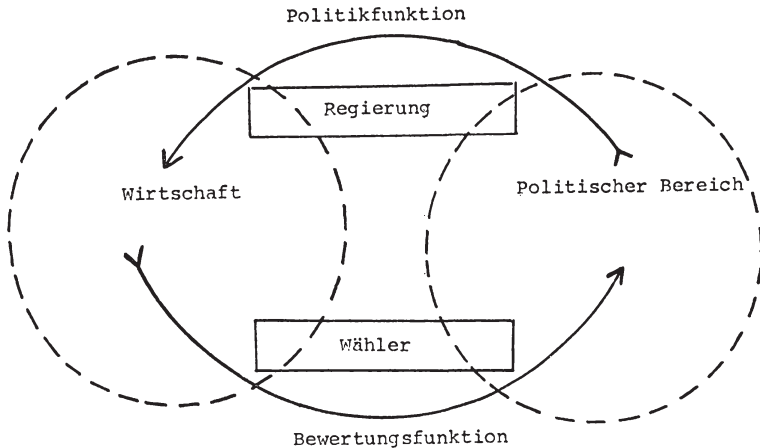 Politikfunktion
Regierung
Wirtschaft
Politischer Bereich
Wähler
Bewertungsfunktion